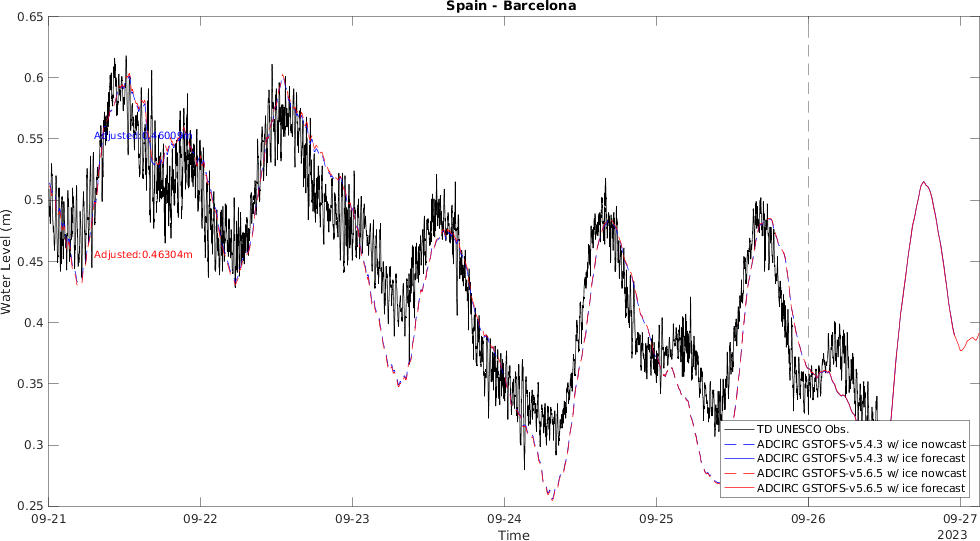 Spain - Barcelona
0.65
0.6
0.55
0.5
0.45
0.4
0.35
0.3
0.25
Water Level (m)
Adjusted:0.46009m
Adjusted:0.46304m
TD UNESCO Obs.
ADCIRC GSTOFS-v5.4.3 w/ ice nowcast
ADCIRC GSTOFS-v5.4.3 w/ ice forecast
ADCIRC GSTOFS-v5.6.5 w/ ice nowcast
ADCIRC GSTOFS-v5.6.5 w/ ice forecast
09-21 09-22 09-23 09-24 09-25 09-26 09-27
Time 2023